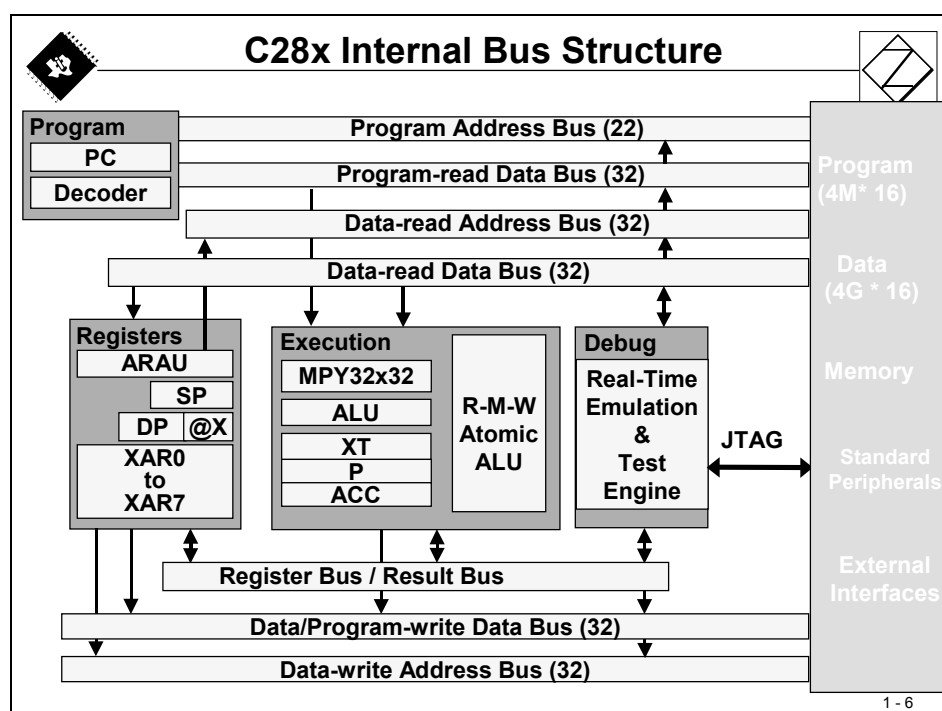 C28x Internal Bus Structure
Program
PC
Decoder
Program Address Bus (22)
Program-read Data Bus (32)
Data-read Address Bus (32)
Data-read Data Bus (32)
Program
(4M* 16)
Data
(4G * 16)
Memory
Standard
Peripherals
External
Interfaces
Registers
ARAU
SP
DP @X
XAR0
to
XAR7
Execution
MPY32x32
ALU
XT
P
ACC
R-M-W
Atomic
ALU
Debug
Real-Time
Emulation
&
Test
Engine
JTAG
Register Bus / Result Bus
Data/Program-write Data Bus (32)
Data-write Address Bus (32)
1 - 6